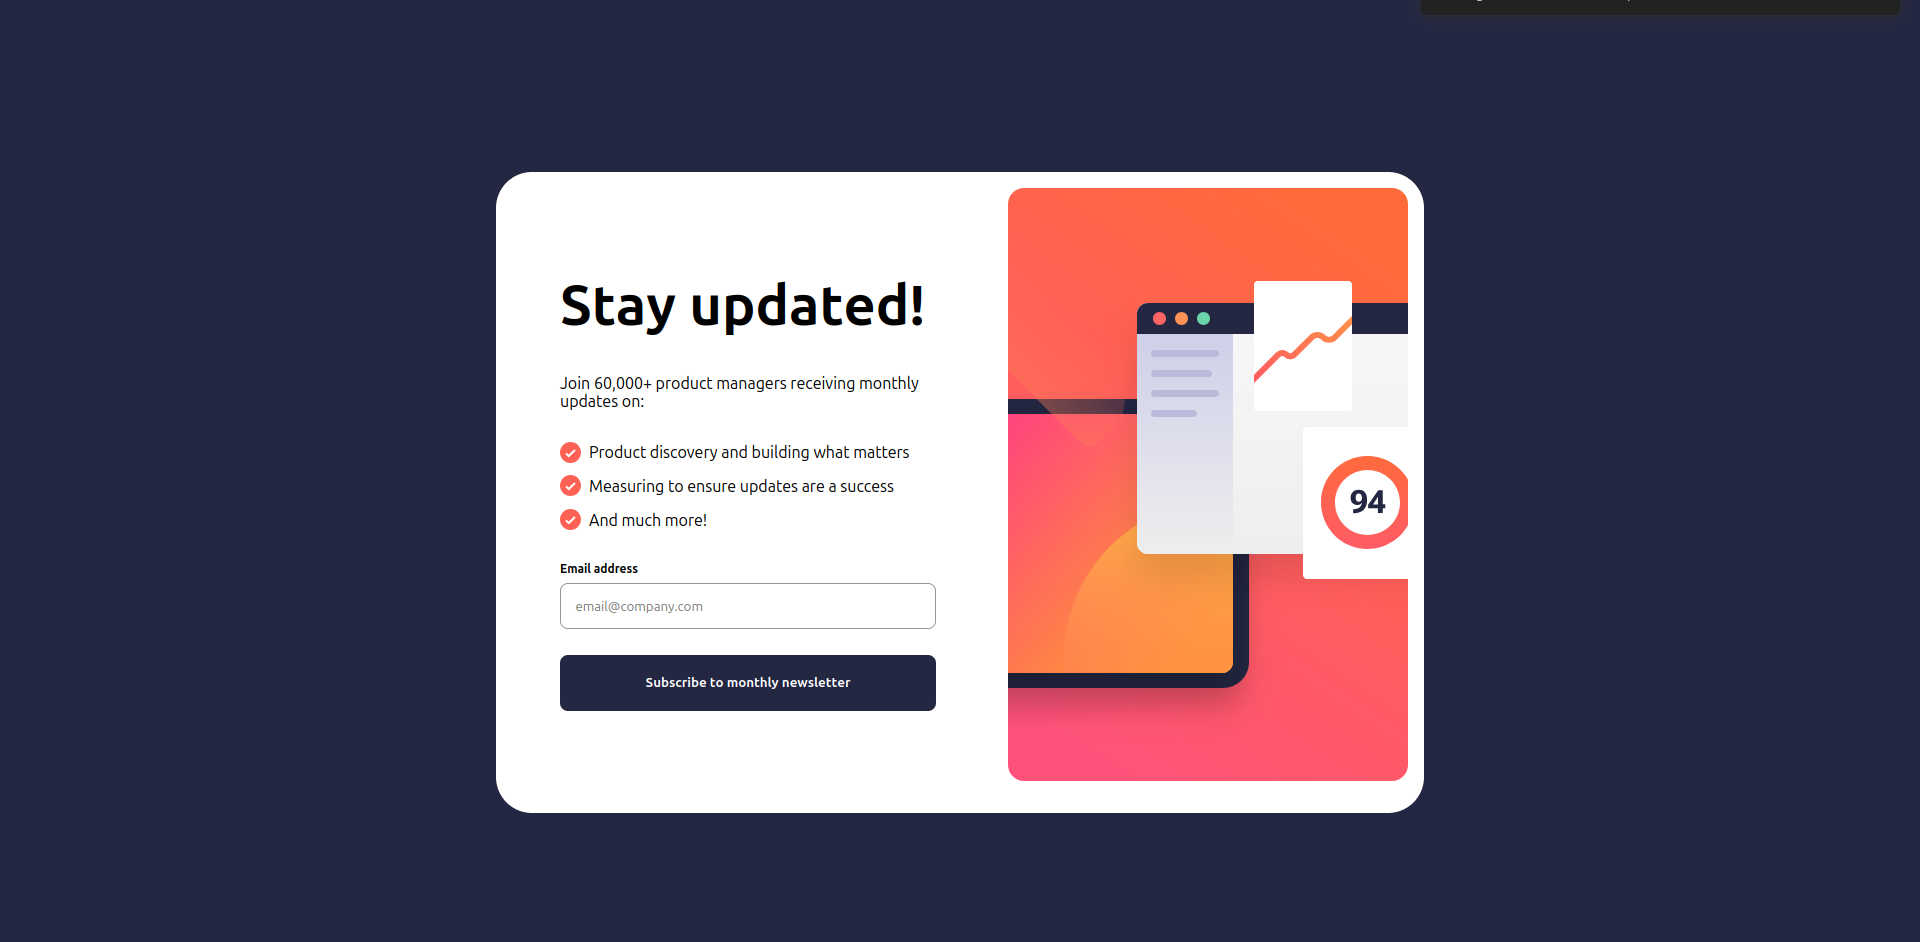 Stay updated!
Join 60,000+ product managers receiving monthly
updates on:
Product discovery and building what matters
Measuring to ensure updates are a success
And much more!
Email address
email@company.com
Subscribe to monthly newsletter
94